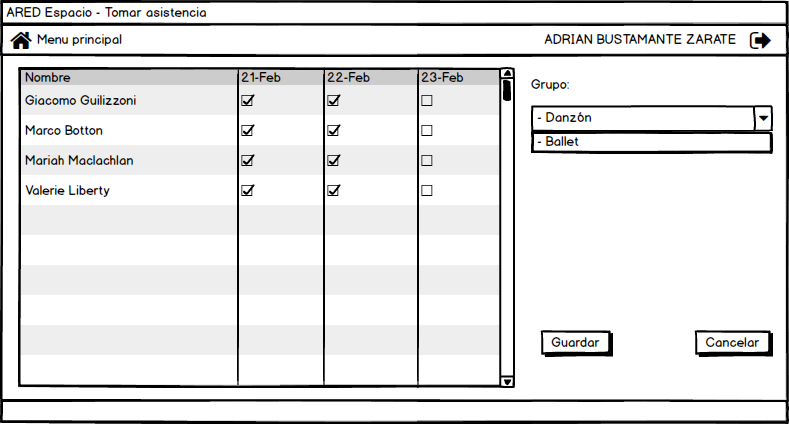 ARED Espacio - Tomar asistencia
Menu principal ADRIAN BUSTAMANTE ZARATE
Nombre 21-Feb 22-Feb 23-Feb
Giacomo Guilizzoni
Marco Botton
Mariah Maclachlan
Valerie Liberty
Grupo:
- Danzón
- Ballet
Guardar Cancelar